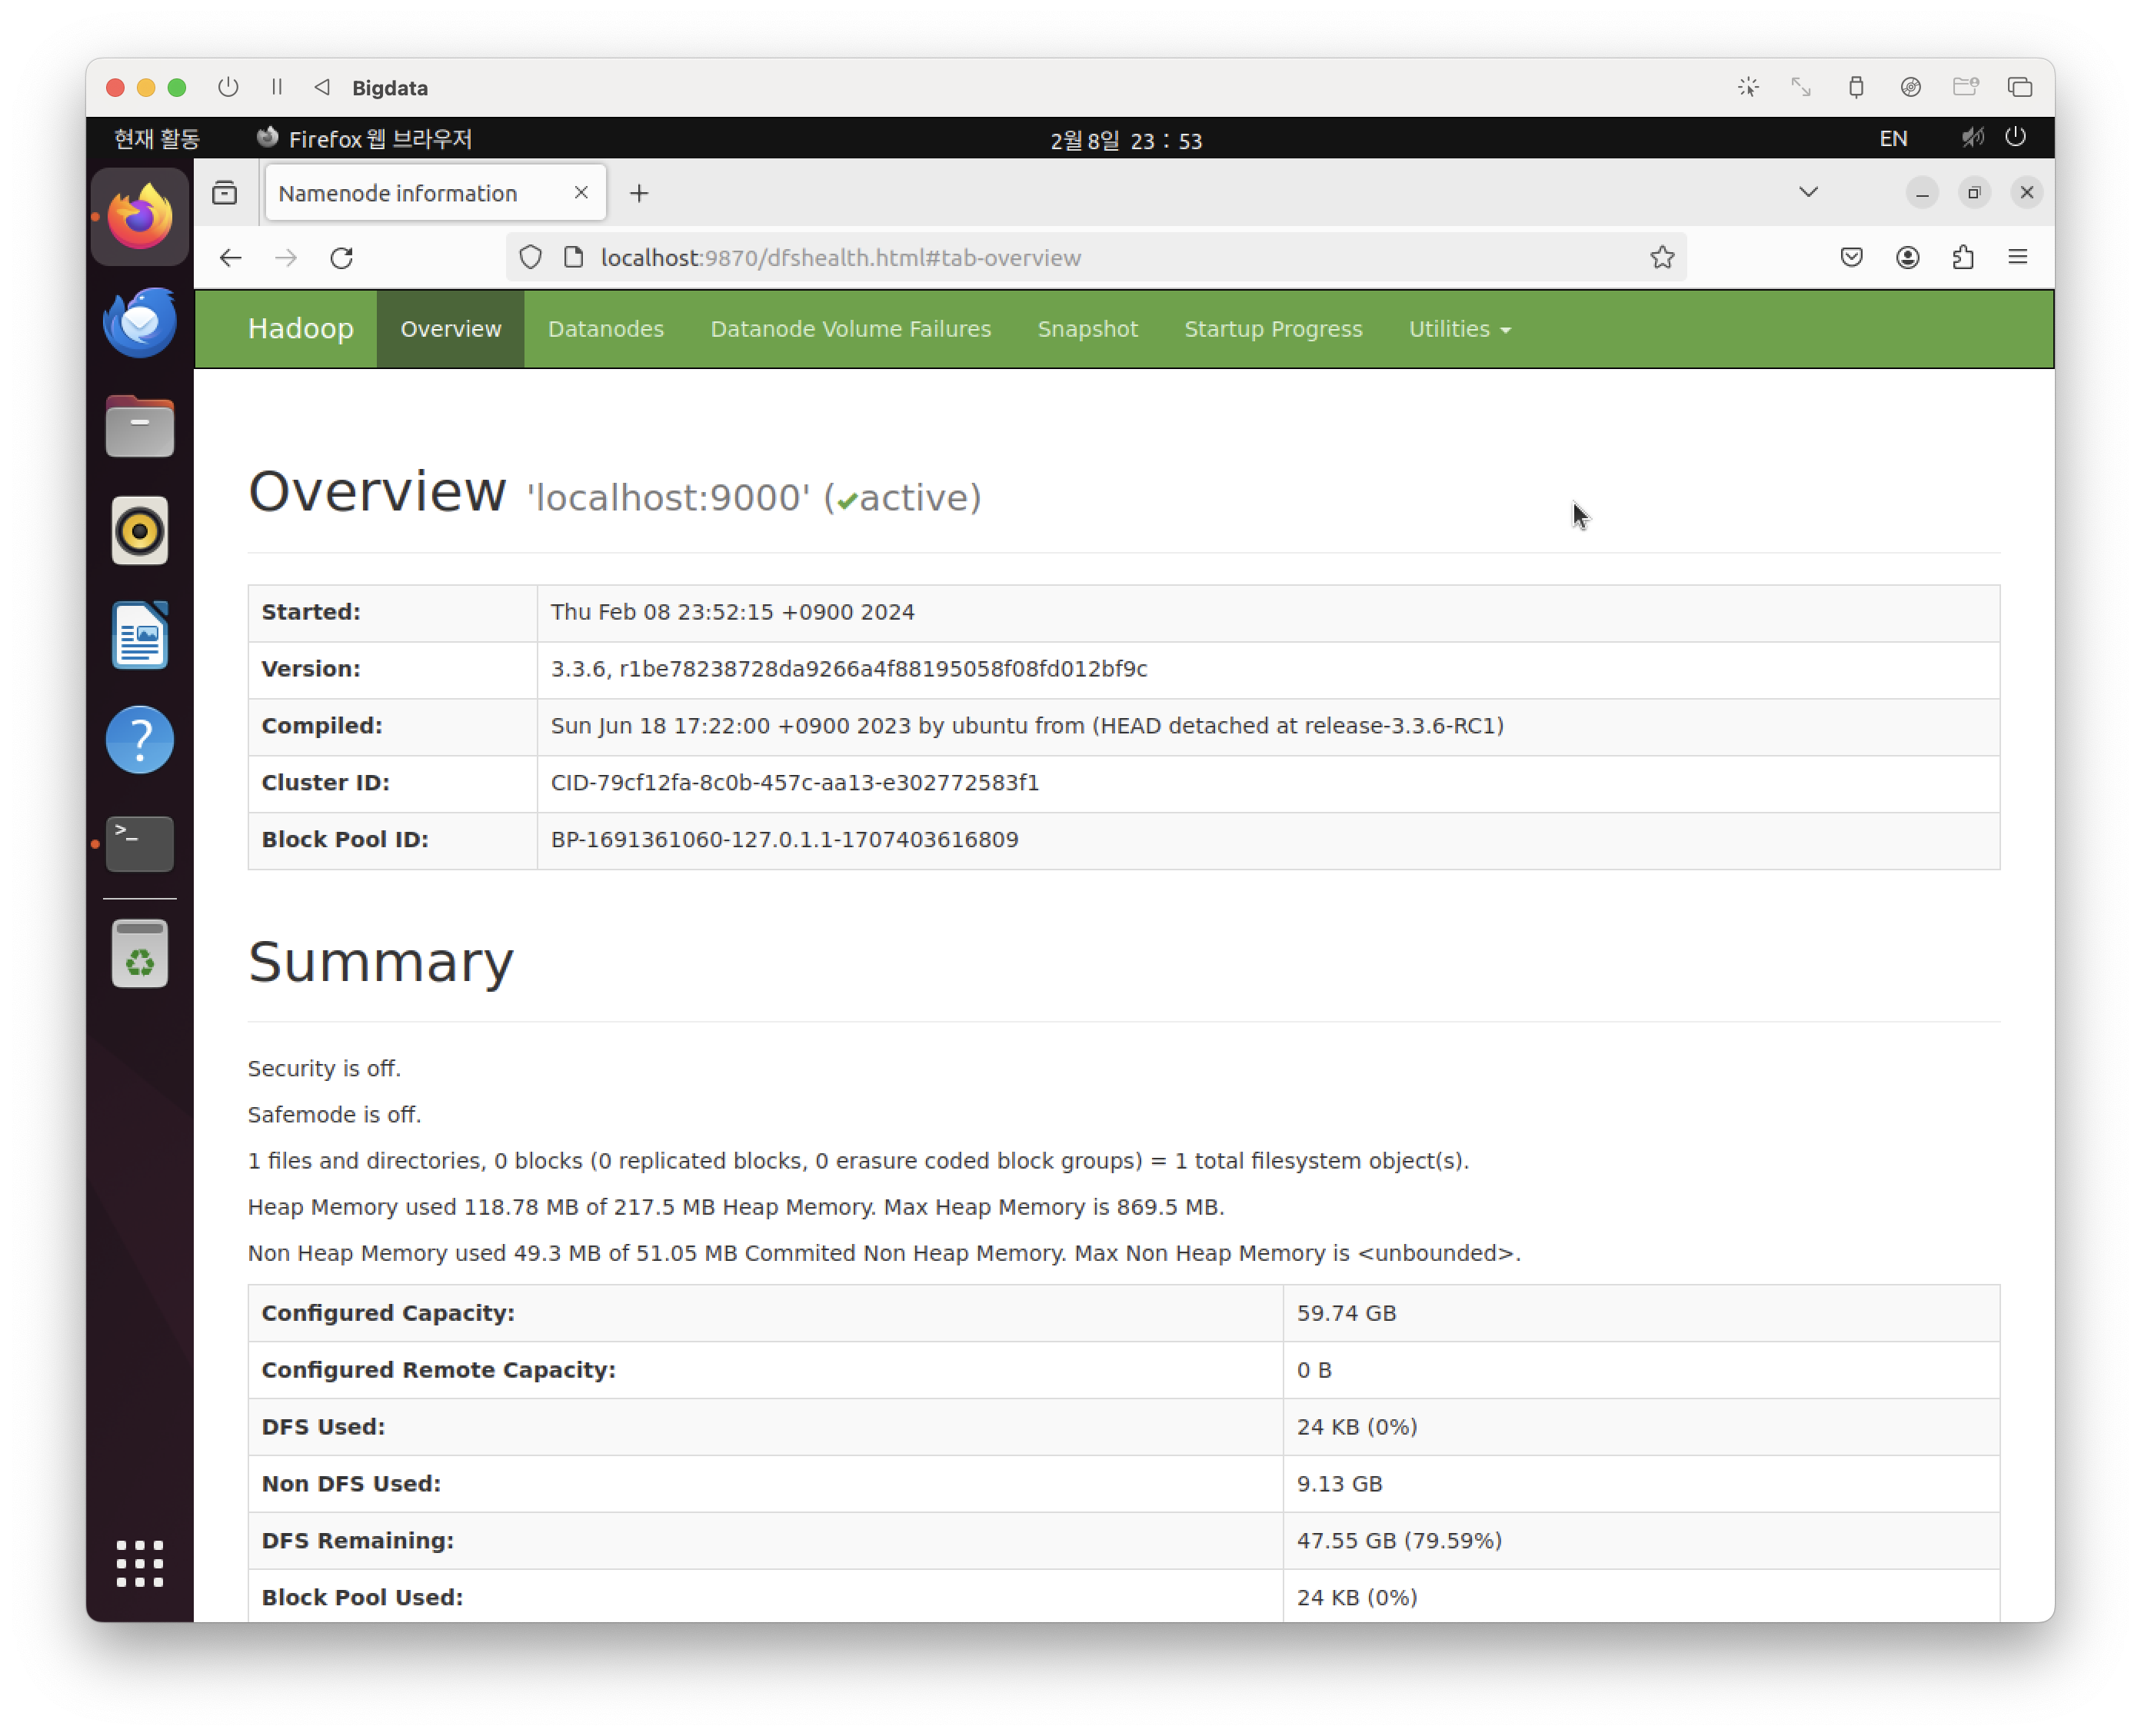 Bigdata
현재 활동 Firefox 웹 브라우저 2월 8일 23 : 53 EN
Namenode information
localhost:9870/dfshealth.html#tab-overview
Hadoop Overview Datanodes Datanode Volume Failures Snapshot Startup Progress Utilities
Overview 'localhost:9000' (✔active)
Started: Thu Feb 08 23:52:15 +0900 2024
Version: 3.3.6, r1be78238728da9266a4f88195058f08fd012bf9c
Compiled: Sun Jun 18 17:22:00 +0900 2023 by ubuntu from (HEAD detached at release-3.3.6-RC1)
Cluster ID: CID-79cf12fa-8c0b-457c-aa13-e302772583f1
Block Pool ID: BP-1691361060-127.0.1.1-1707403616809
Summary
Security is off.
Safemode is off.
1 files and directories, 0 blocks (0 replicated blocks, 0 erasure coded block groups) = 1 total filesystem object(s).
Heap Memory used 118.78 MB of 217.5 MB Heap Memory. Max Heap Memory is 869.5 MB.
Non Heap Memory used 49.3 MB of 51.05 MB Commited Non Heap Memory. Max Non Heap Memory is <unbounded>.
Configured Capacity: 59.74 GB
Configured Remote Capacity: 0 B
DFS Used: 24 KB (0%)
Non DFS Used: 9.13 GB
DFS Remaining: 47.55 GB (79.59%)
Block Pool Used: 24 KB (0%)